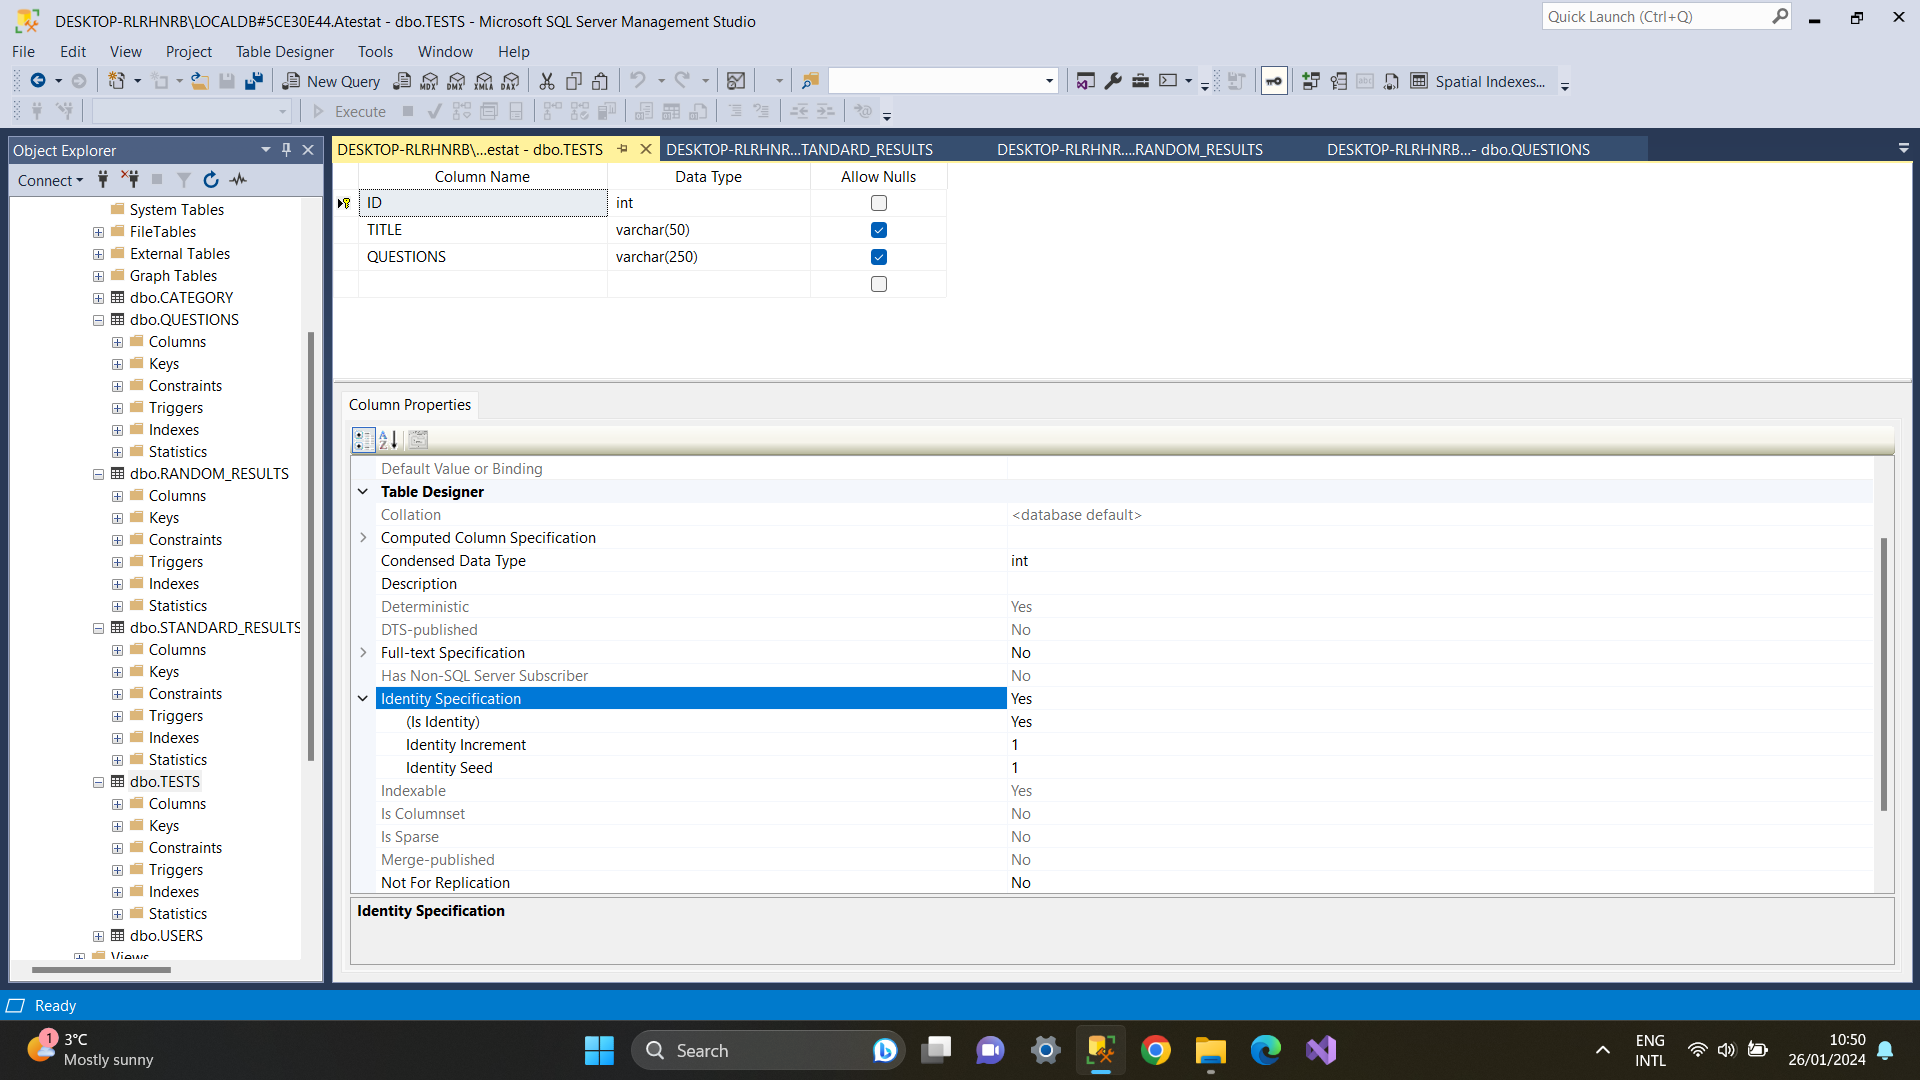 DESKTOP-RLRHNRB\LOCALDB#5CE30E44.Atestat - dbo.TESTS - Microsoft SQL Server Management Studio
Quick Launch (Ctrl+Q)
File Edit View Project Table Designer Tools Window Help
New Query MDX DMX XMLA DAX
Spatial Indexes...
Execute
Object Explorer
DESKTOP-RLRHNRB\...estat - dbo.TESTS
DESKTOP-RLRHNR...TANDARD_RESULTS
DESKTOP-RLRHNR....RANDOM_RESULTS
DESKTOP-RLRHNRB...- dbo.QUESTIONS
Connect
System Tables
FileTables
External Tables
Graph Tables
dbo.CATEGORY
dbo.QUESTIONS
Columns
Keys
Constraints
Triggers
Indexes
Statistics
dbo.RANDOM_RESULTS
Columns
Keys
Constraints
Triggers
Indexes
Statistics
dbo.STANDARD_RESULTS
Columns
Keys
Constraints
Triggers
Indexes
Statistics
dbo.TESTS
Columns
Keys
Constraints
Triggers
Indexes
Statistics
dbo.USERS
Views
Column Name Data Type Allow Nulls
ID int
TITLE varchar(50)
QUESTIONS varchar(250)
Column Properties
Default Value or Binding
Table Designer
Collation <database default>
Computed Column Specification
Condensed Data Type int
Description
Deterministic Yes
DTS-published No
Full-text Specification No
Has Non-SQL Server Subscriber No
Identity Specification Yes
(Is Identity) Yes
Identity Increment 1
Identity Seed 1
Indexable Yes
Is Columnset No
Is Sparse No
Merge-published No
Not For Replication No
Identity Specification
Ready
1
3°C
Mostly sunny
Search
ENG
INTL
10:50
26/01/2024